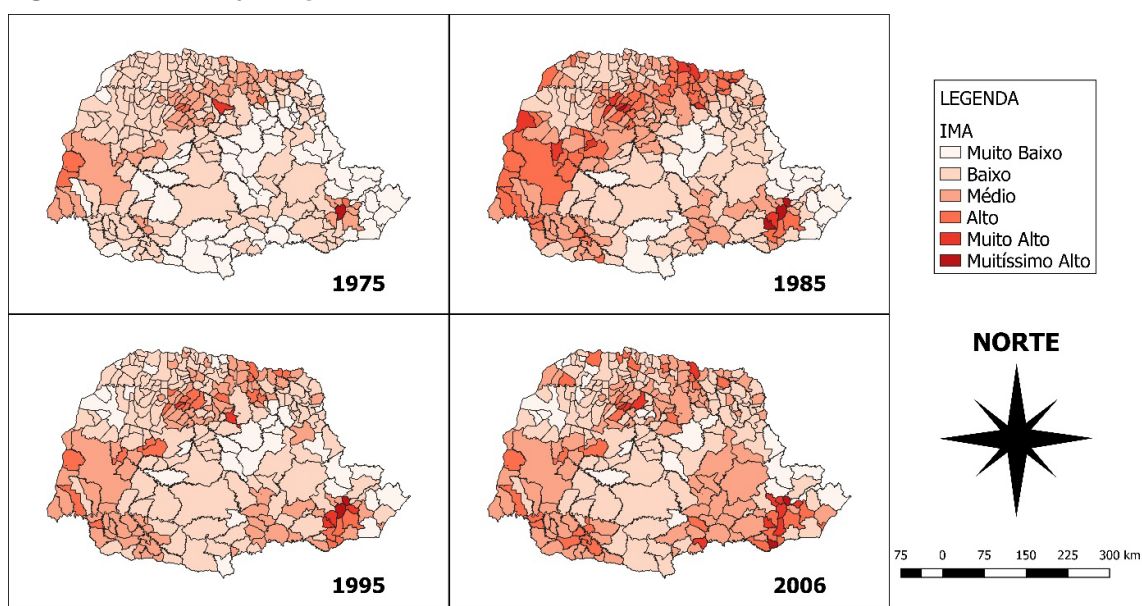 1975
1985
1995
2006
LEGENDA
IMA
Muito Baixo
Baixo
Médio
Alto
Muito Alto
Muitíssimo Alto
NORTE
75 0 75 150 225 300 km